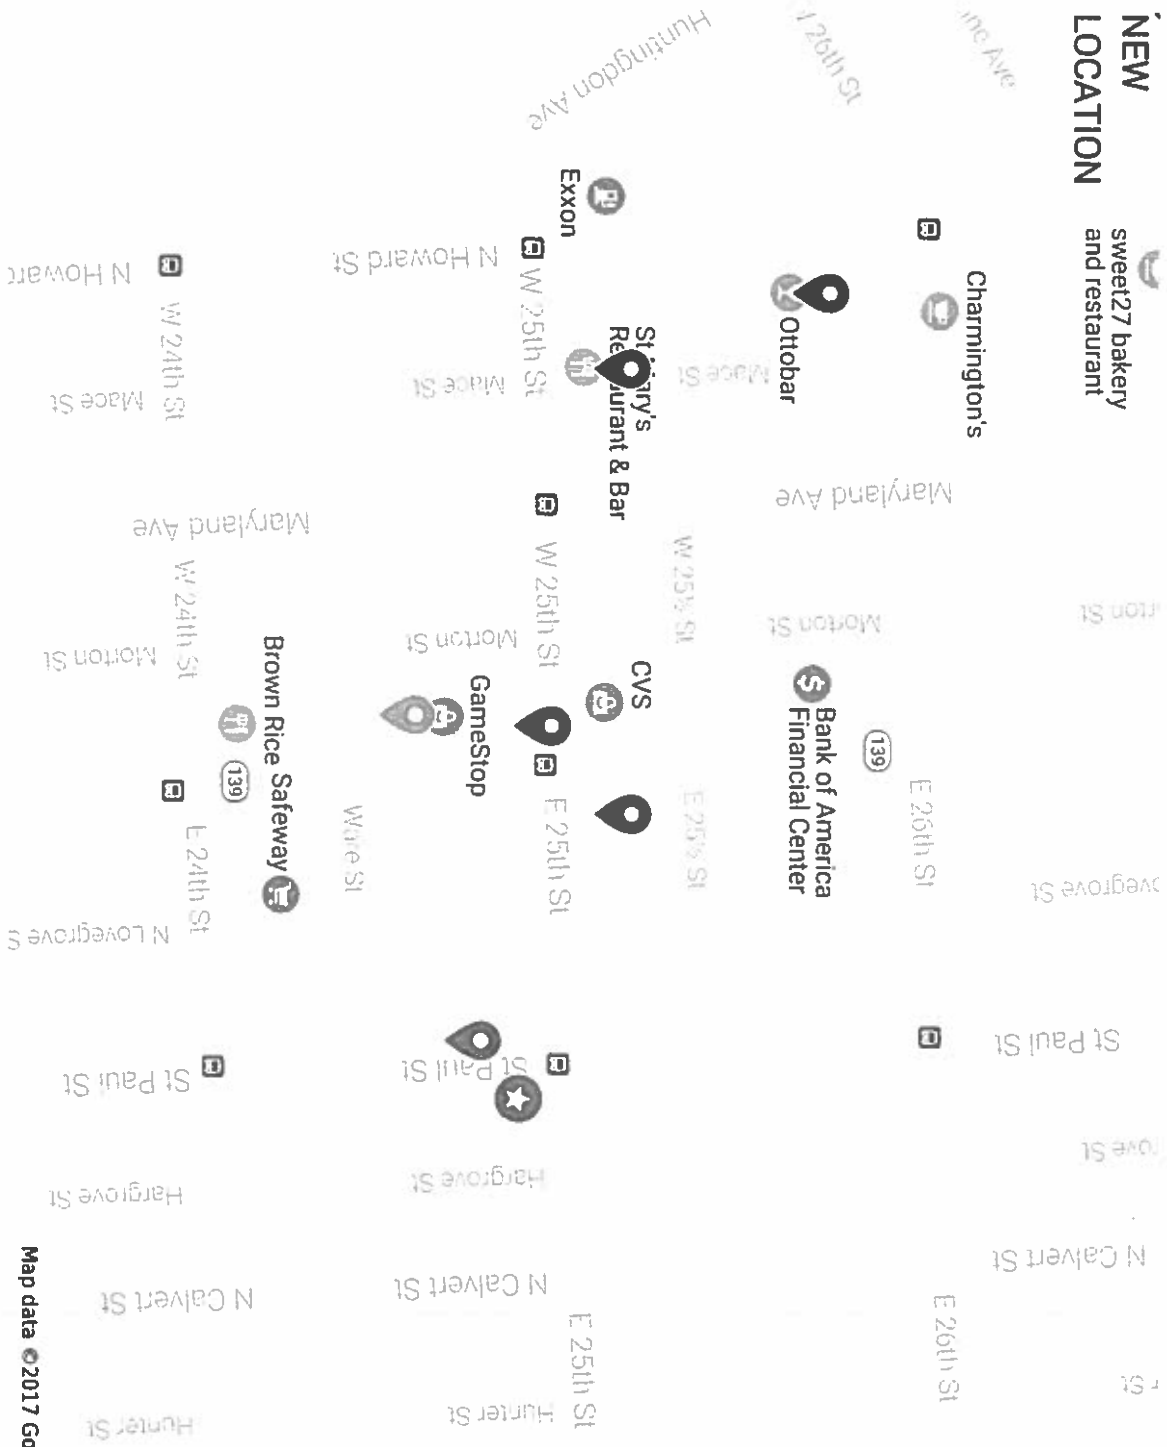 NEW
LOCATION
sweet27 bakery
and restaurant
St Paul St
N Calvert St
Charmington's
W 26th St
E 26th St
E 26th St
Maryland Ave
139
Ottobar
Morton St
Bank of America
Financial Center
Mace St
W 25½ St
E 25½ St
Huntingdon Ave
Restaurant & Bar
CVS
Exxon
W 25th St
W 25th St
E 25th St
E 25th St
N Howard St
Mace St
Morton St
GameStop
St Paul St
Hargrove St
N Calvert St
Hunter St
Ware St
Maryland Ave
Brown Rice
Safeway
139
W 24th St
W 24th St
E 24th St
N Howard
Mace St
Morton St
N Lovegrove S
St Paul St
Hargrove St
N Calvert St
Hunter St
Map data ©2017 Go